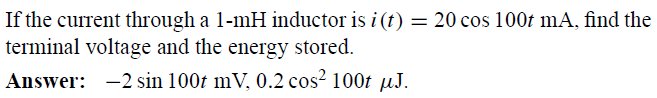 If the current through a 1-mH inductor is i(t) = 20 cos 100t mA, find the
terminal voltage and the energy stored.
Answer: −2 sin 100t mV, 0.2 cos² 100t μJ.